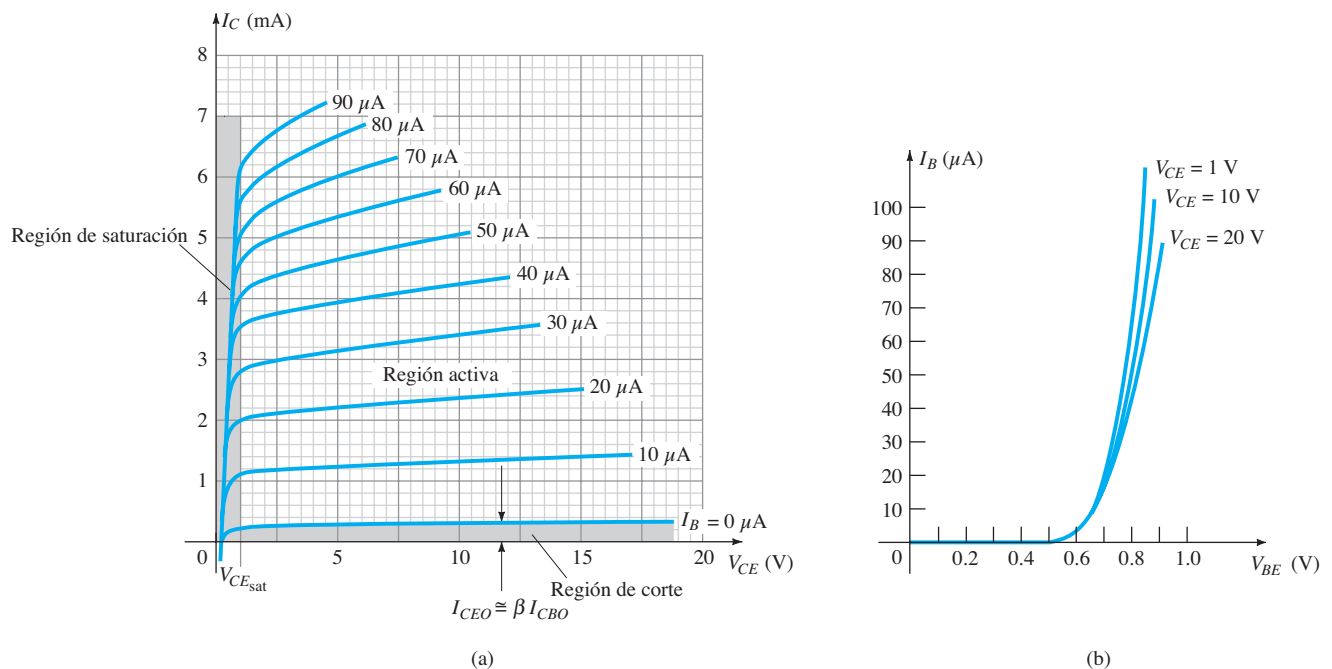 I_C (mA)
8
7
6
5
4
3
2
1
0
90 μA
80 μA
70 μA
60 μA
50 μA
40 μA
30 μA
20 μA
10 μA
I_B = 0 μA
Región de saturación
Región activa
5
10
15
20
V_CE (V)
V_CE_sat
Región de corte
I_CEO ≅ β I_CBO
(a)
I_B (μA)
V_CE = 1 V
V_CE = 10 V
V_CE = 20 V
100
90
80
70
60
50
40
30
20
10
0
0.2
0.4
0.6
0.8
1.0
V_BE (V)
(b)